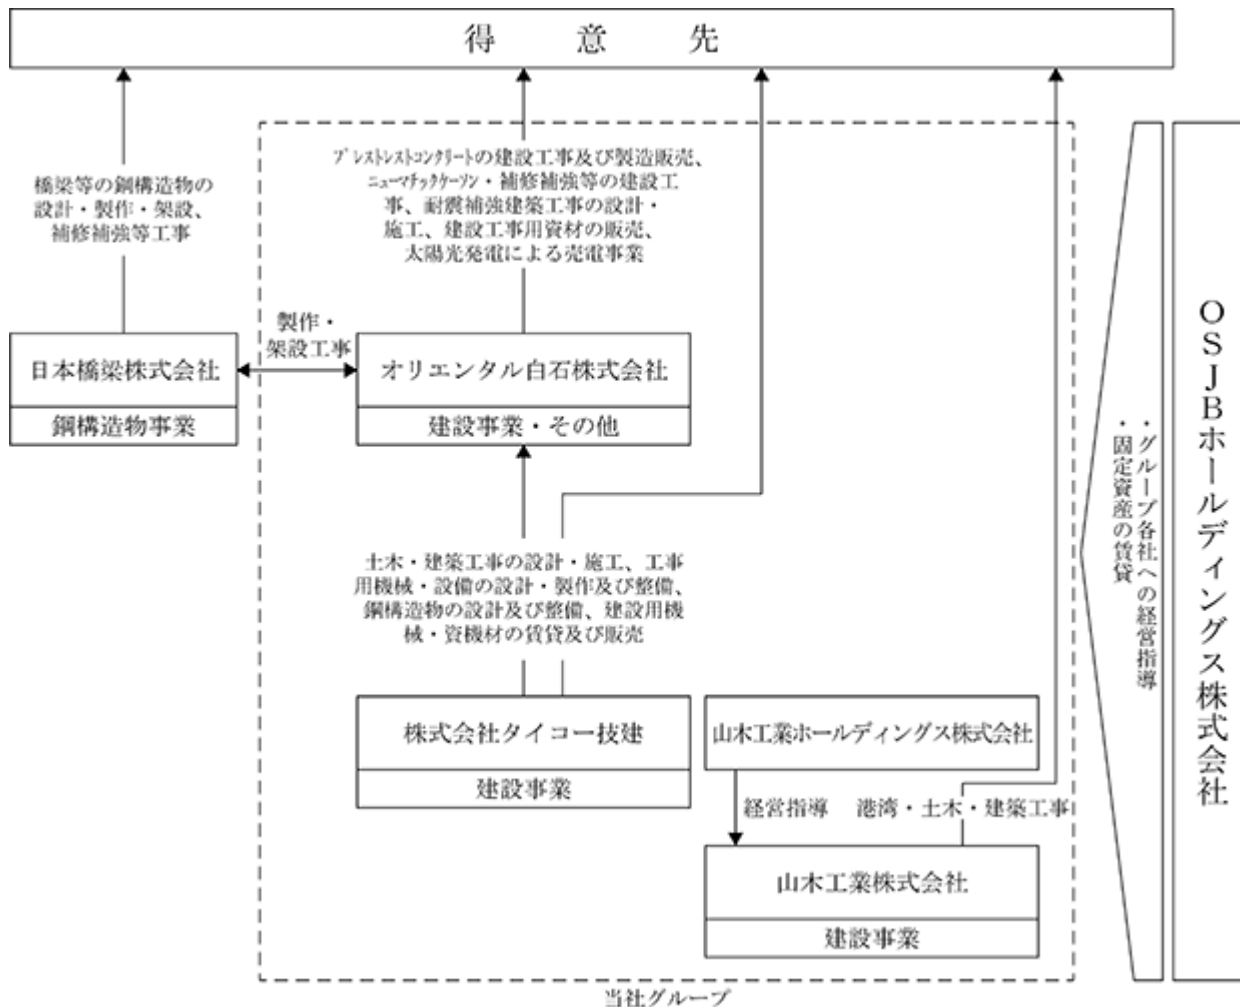 得意先
橋梁等の鋼構造物の
設計・製作・架設、
補修補強等工事
プレストレストコンクリートの建設工事及び製造販売、
ニューマチックケーソン・補修補強等の建設工
事、耐震補強建築工事の設計・
施工、建設工事用資材の販売、
太陽光発電による売電事業
製作・
架設工事
日本橋梁株式会社
鋼構造物事業
オリエンタル白石株式会社
建設事業・その他
土木・建築工事の設計・施工、工事
用機械・設備の設計・製作及び整備、
鋼構造物の設計及び整備、建設用機
械・資機材の賃貸及び販売
株式会社タイコー技建
建設事業
山木工業ホールディングス株式会社
経営指導
港湾・土木・建築工事
山木工業株式会社
建設事業
当社グループ
・グループ各社への経営指導
・固定資産の賃貸
OSJBホールディングス株式会社